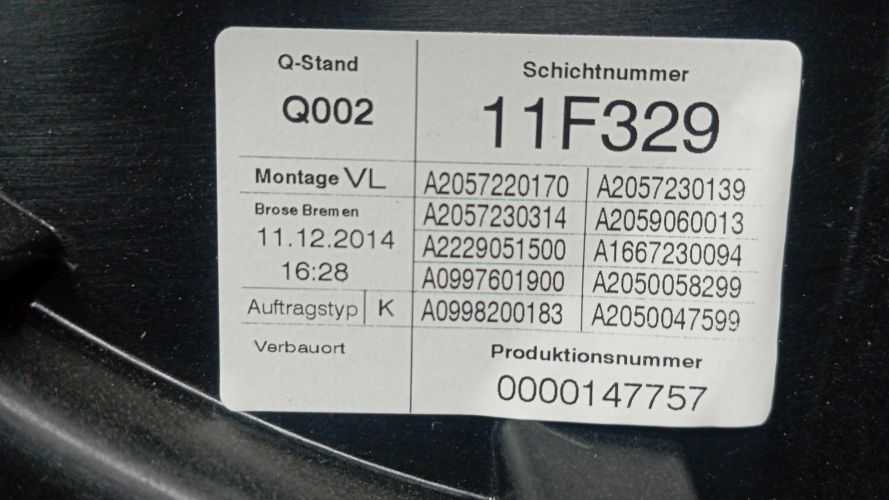 Q-Stand
Q002
Schichtnummer
11F329
Montage VL
Brose Bremen
11.12.2014
16:28
Auftragstyp K
Verbauort
A2057220170 A2057230139
A2057230314 A2059060013
A2229051500 A1667230094
A0997601900 A2050058299
A0998200183 A2050047599
Produktionsnummer
0000147757